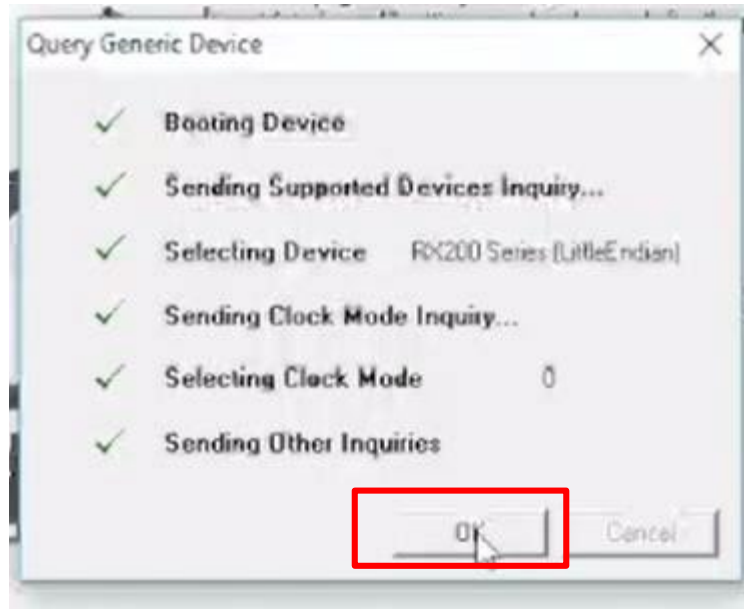 Query Generic Device
Booting Device
Sending Supported Devices Inquiry...
Selecting Device RX200 Series (LittleEndian)
Sending Clock Mode Inquiry...
Selecting Clock Mode 0
Sending Other Inquiries
OK Cancel